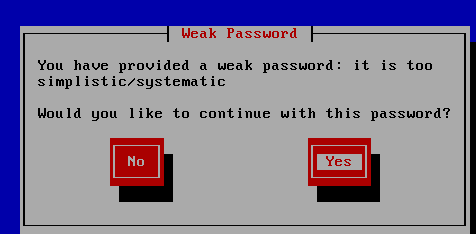 Weak Password
You have provided a weak password: it is too
simplistic/systematic
Would you like to continue with this password?
No
Yes